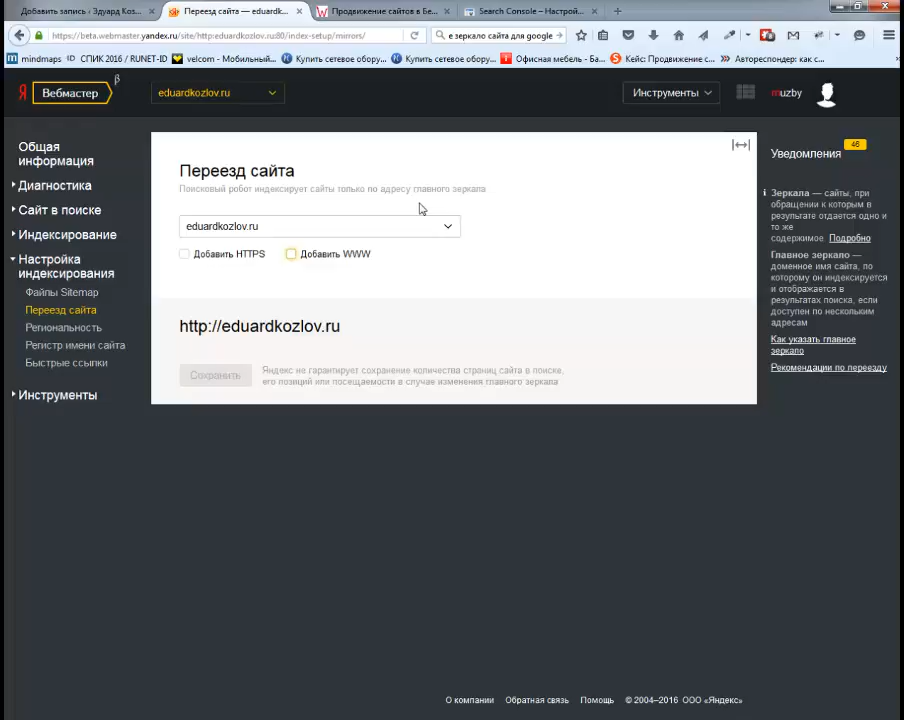 Добавить запись ‹ Эдуард Коз...
Переезд сайта — eduardk...
Продвижение сайтов в Бе...
Search Console – Настрой...
https://beta.webmaster.yandex.ru/site/http:eduardkozlov.ru:80/index-setup/mirrors/
е зеркало сайта для google
mindmaps
СПИК 2016 / RUNET-ID
velcom - Мобильный...
Купить сетевое обору...
Купить сетевое обору...
Офисная мебель - Ба...
Кейс: Продвижение с...
Автореспондер: как с...
Я Вебмастер β
eduardkozlov.ru
Инструменты
muzby
Общая
информация
Диагностика
Сайт в поиске
Индексирование
Настройка
индексирования
Файлы Sitemap
Переезд сайта
Региональность
Регистр имени сайта
Быстрые ссылки
Инструменты
Переезд сайта
Поисковый робот индексирует сайты только по адресу главного зеркала
eduardkozlov.ru
Добавить HTTPS
Добавить WWW
http://eduardkozlov.ru
Сохранить
Яндекс не гарантирует сохранение количества страниц сайта в поиске,
его позиций или посещаемости в случае изменения главного зеркала
Уведомления
46
Зеркала — сайты, при
обращении к которым в
результате отдается одно и
то же
содержимое. Подробно
Главное зеркало —
доменное имя сайта, по
которому он индексируется
и отображается в
результатах поиска, если
доступен по нескольким
адресам
Как указать главное
зеркало
Рекомендации по переезду
О компании
Обратная связь
Помощь
© 2004–2016 ООО «Яндекс»